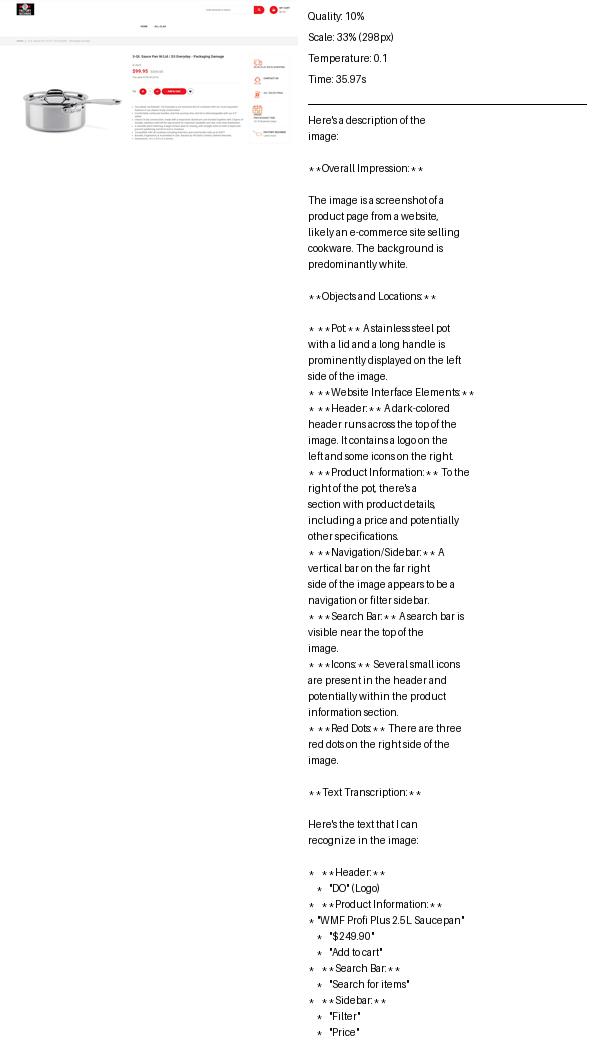 HOME
3-Qt. Sauce Pan W/Lid / D3 Everyday - Packaging Damage
$99.95
Quality: 10%
Scale: 33% (298px)
Temperature: 0.1
Time: 35.97s
Here's a description of the
image:
**Overall Impression:**
The image is a screenshot of a
product page from a website,
likely an e-commerce site selling
cookware. The background is
predominantly white.
**Objects and Locations:**
* **Pot:** A stainless steel pot
with a lid and a long handle is
prominently displayed on the left
side of the image.
* **Website Interface Elements:**
* **Header:** A dark-colored
header runs across the top of the
image. It contains a logo on the
left and some icons on the right.
* **Product Information:** To the
right of the pot, there's a
section with product details,
including a price and potentially
other specifications.
* **Navigation/Sidebar:** A
vertical bar on the far right
side of the image appears to be a
navigation or filter sidebar.
* **Search Bar:** A search bar is
visible near the top of the
image.
* **Icons:** Several small icons
are present in the header and
potentially within the product
information section.
* **Red Dots:** There are three
red dots on the right side of the
image.
**Text Transcription:**
Here's the text that I can
recognize in the image:
* **Header:**
* "DO" (Logo)
* **Product Information:**
* "WMF Profi Plus 2.5L Saucepan"
* "$249.90"
* "Add to cart"
* **Search Bar:**
* "Search for items"
* **Sidebar:**
* "Filter"
* "Price"